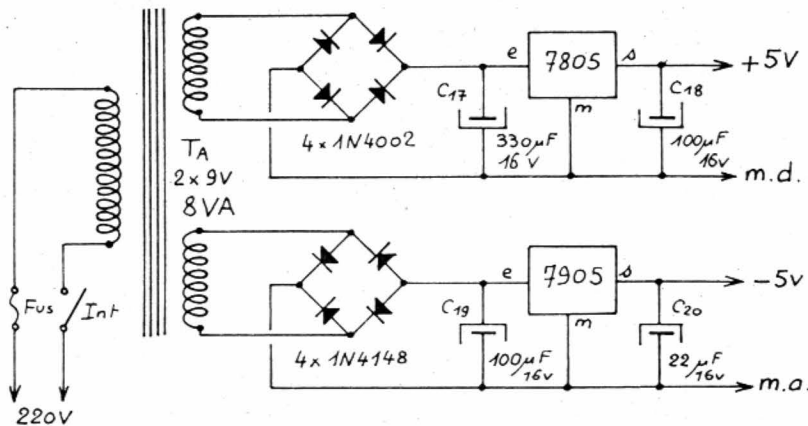 e
7805
s
+5V
C17
m
C18
4 x 1N4002
330µF
16v
100µF
16v
m.d.
TA
2 x 9V
8VA
e
7905
s
-5v
Fus
Int
C19
m
C20
4 x 1N4148
100µF
16v
22µF
16v
m.a.
220V